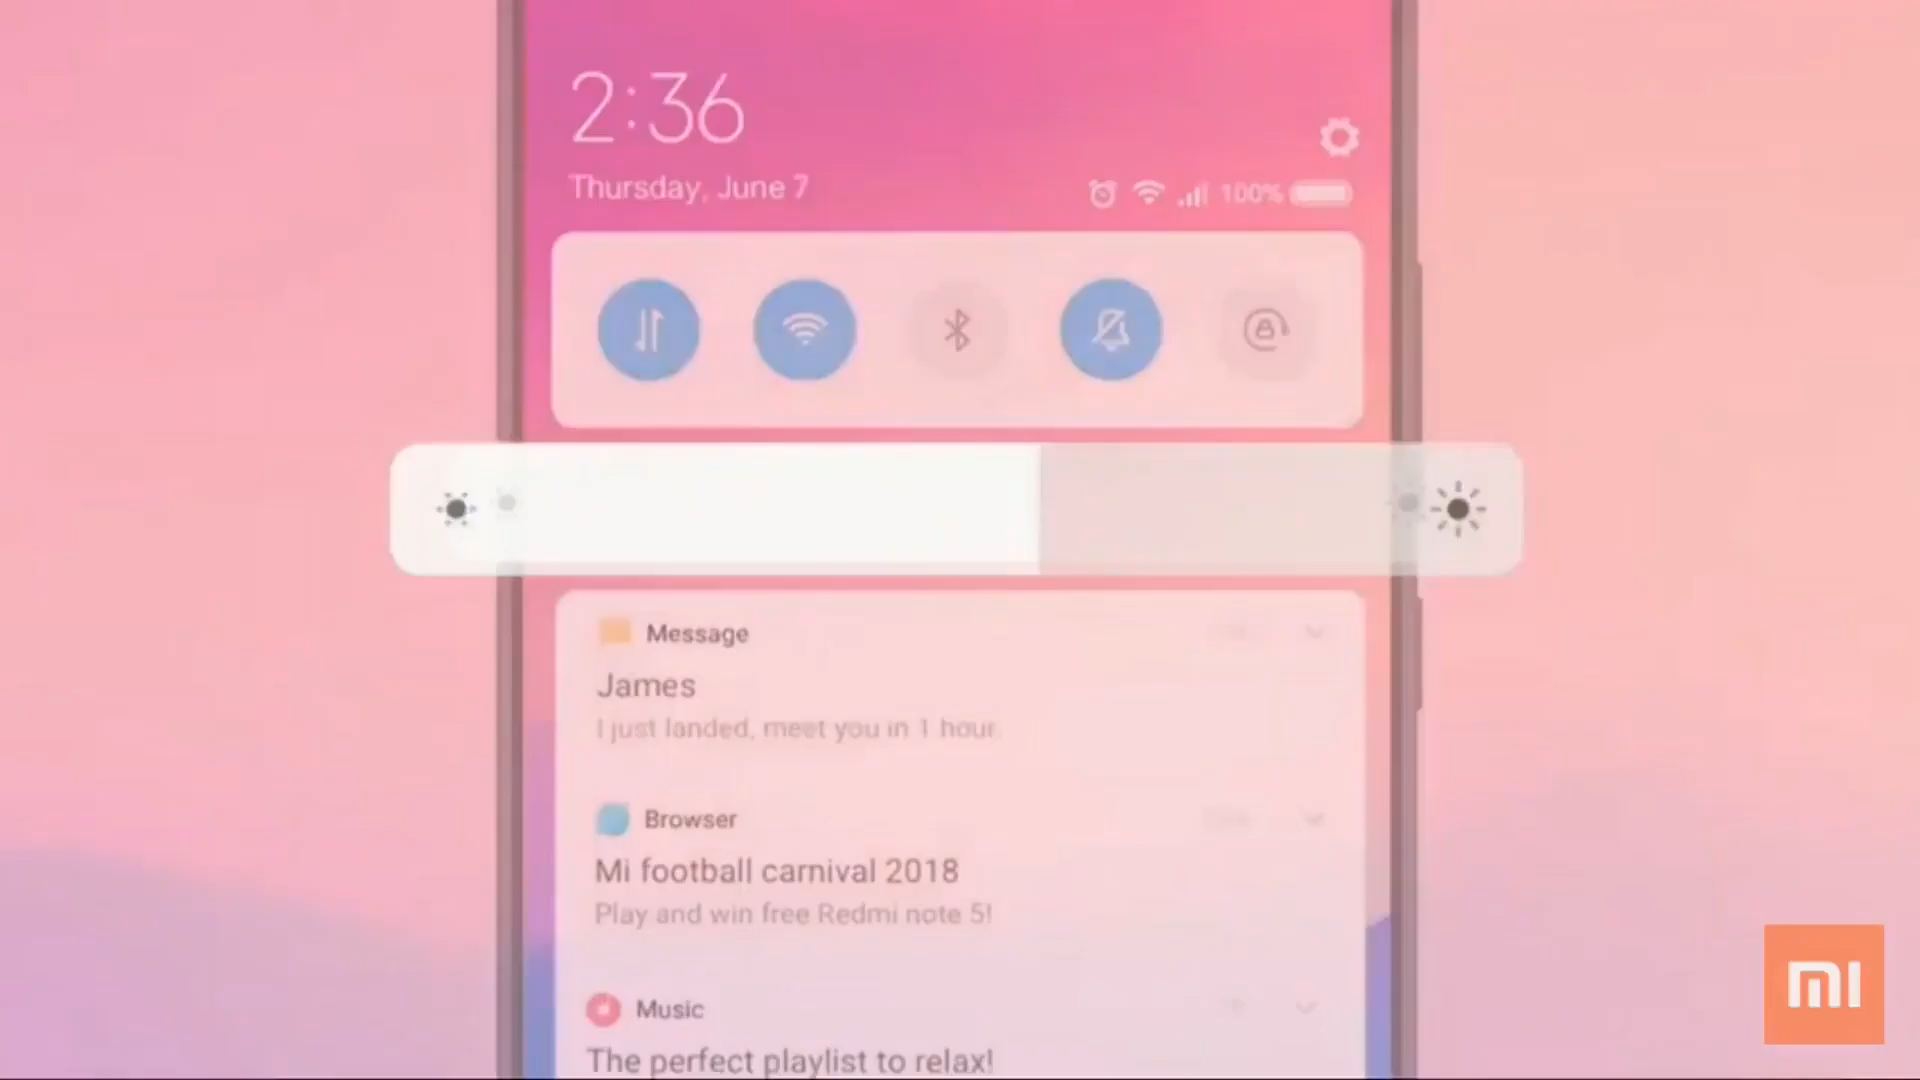 2:36
Thursday, June 7
100%
Message
James
I just landed, meet you in 1 hour
Browser
Mi football carnival 2018
Play and win free Redmi note 5!
Music
The perfect playlist to relax!
MI